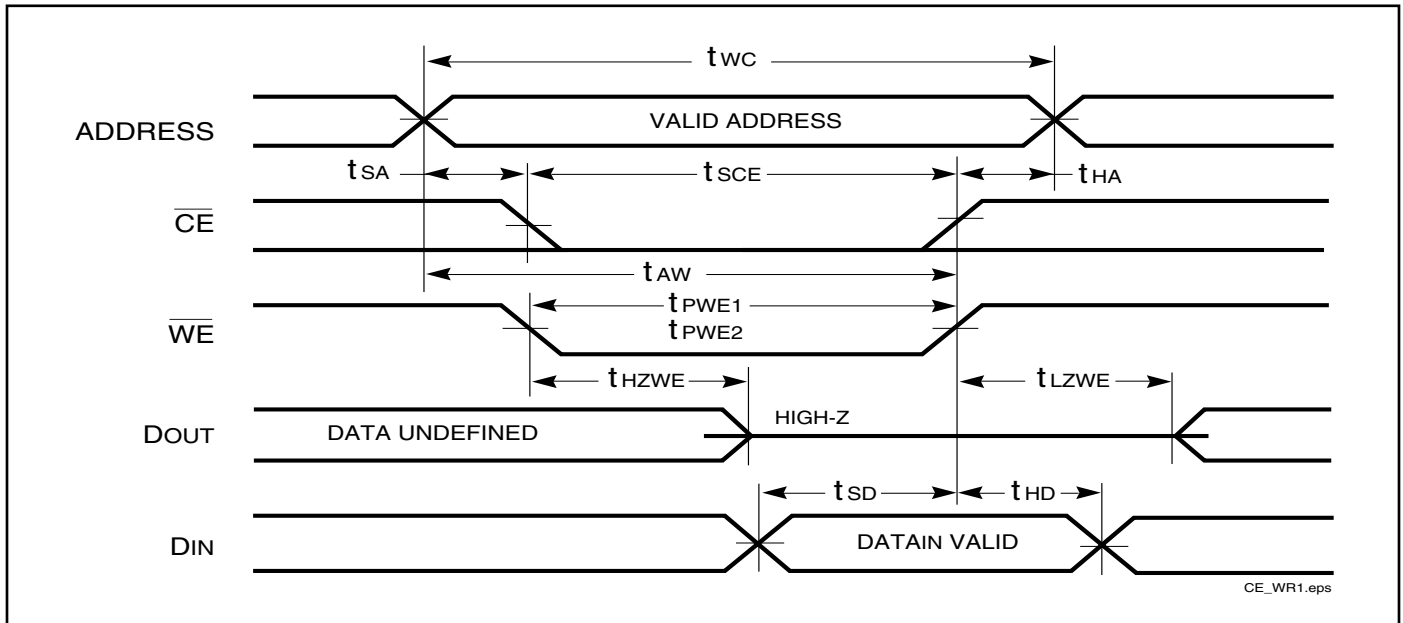 tWC
ADDRESS
VALID ADDRESS
tSA
tSCE
tHA
CE
tAW
tPWE1
WE
tPWE2
tHZWE
tLZWE
HIGH-Z
DOUT
DATA UNDEFINED
tSD
tHD
DIN
DATAIN VALID
CE_WR1.eps